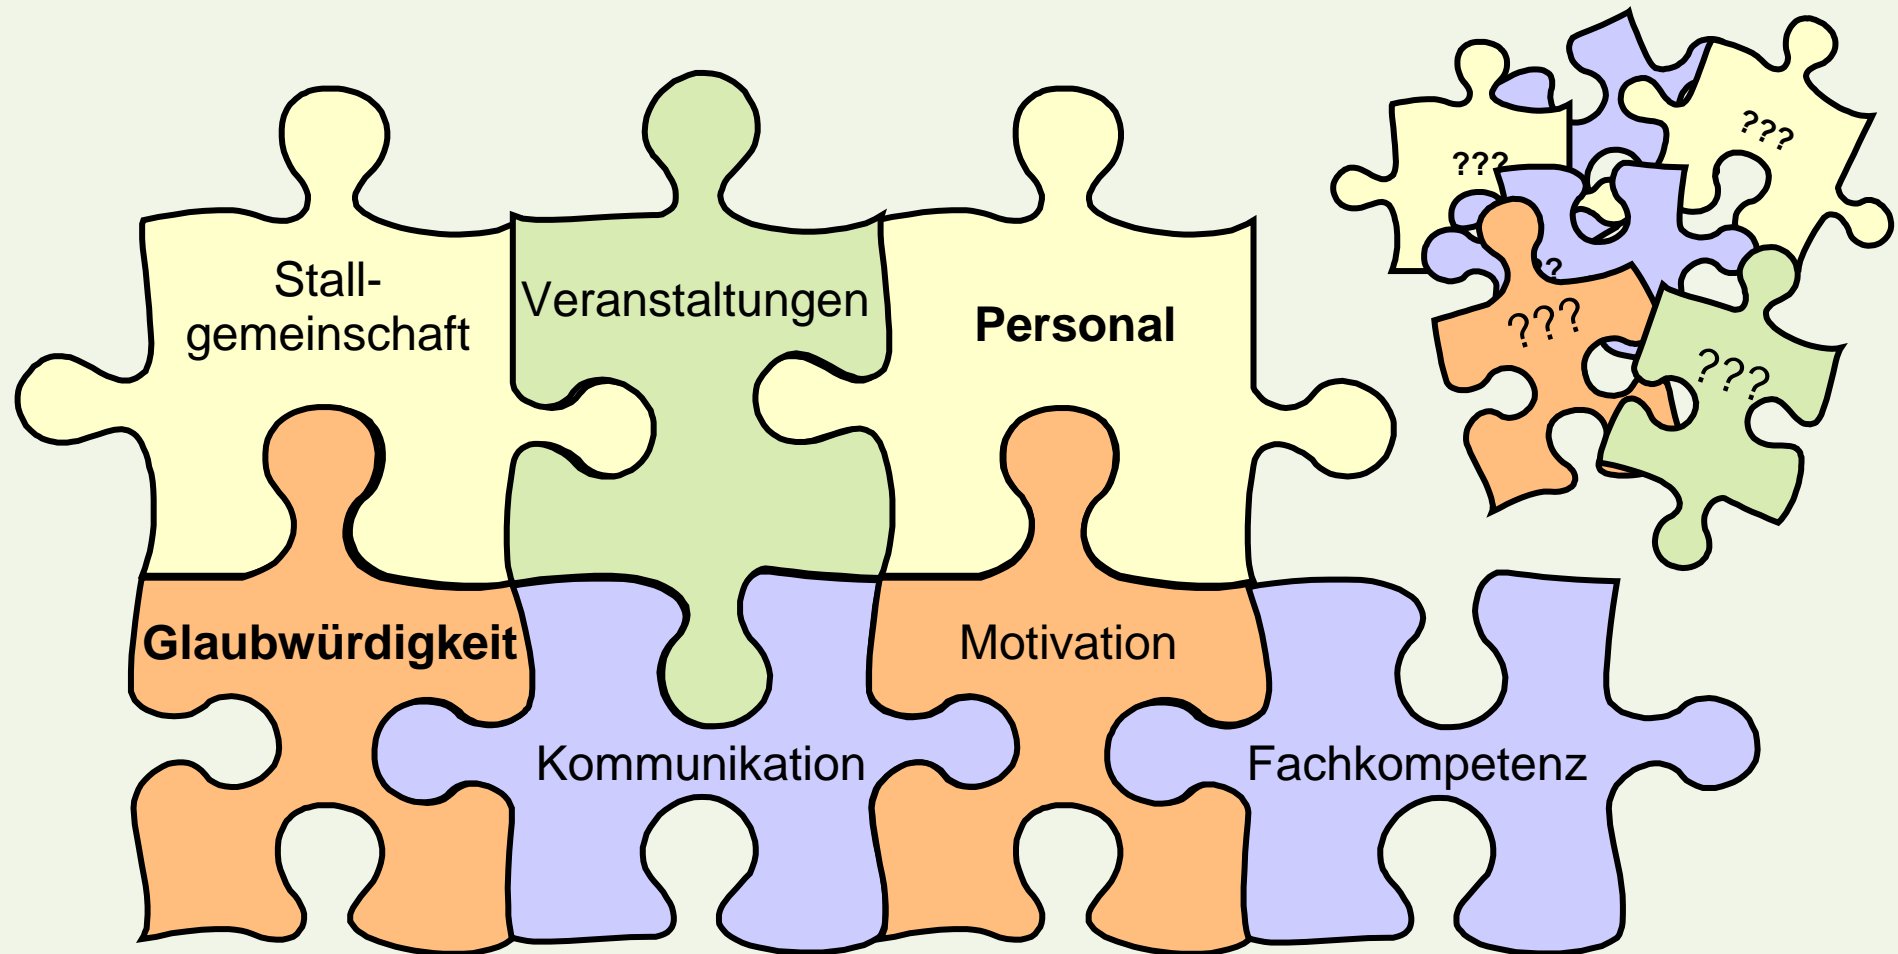 Stall-
gemeinschaft
Veranstaltungen
Personal
Glaubwürdigkeit
Motivation
Kommunikation
Fachkompetenz
???
???
??
???
???